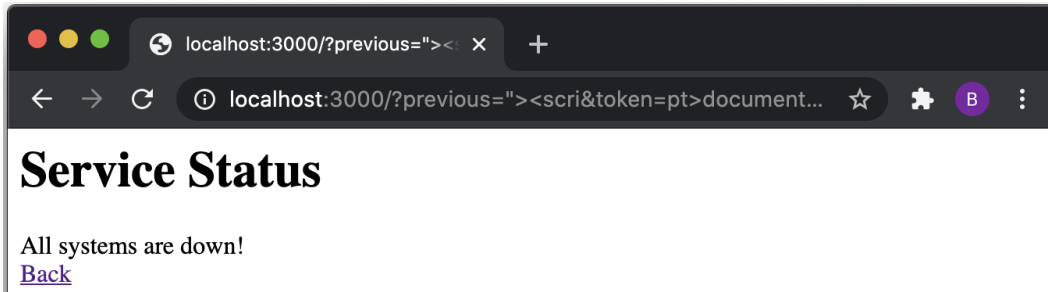 localhost:3000/?previous="><s
localhost:3000/?previous="><scri&token=pt>document...
B
Service Status
All systems are down!
Back